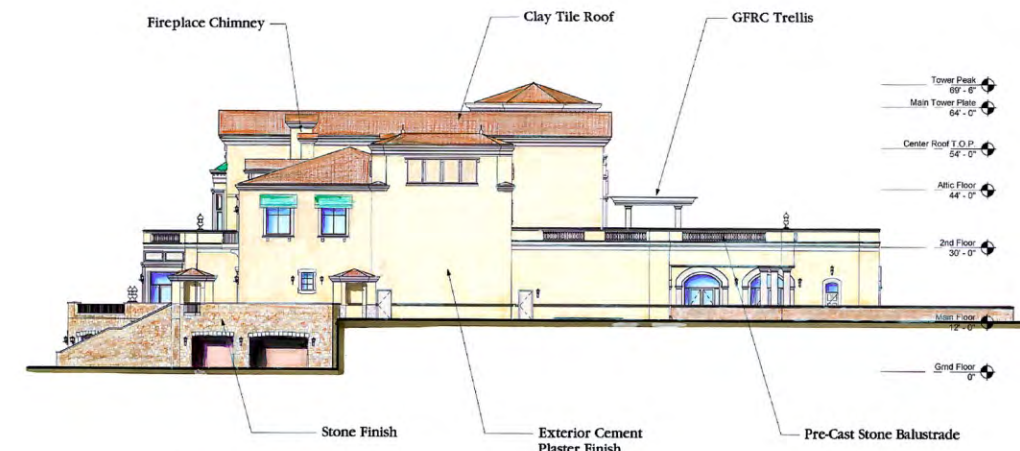 Fireplace Chimney
Clay Tile Roof
GFRC Trellis
Tower Peak
69' - 6"
Main Tower Plate
64' - 0"
Center Roof T.O.P.
54' - 0"
Attic Floor
44' - 0"
2nd Floor
30' - 0"
Main Floor
12' - 0"
Grnd Floor
0"
Stone Finish
Exterior Cement
Plaster Finish
Pre-Cast Stone Balustrade